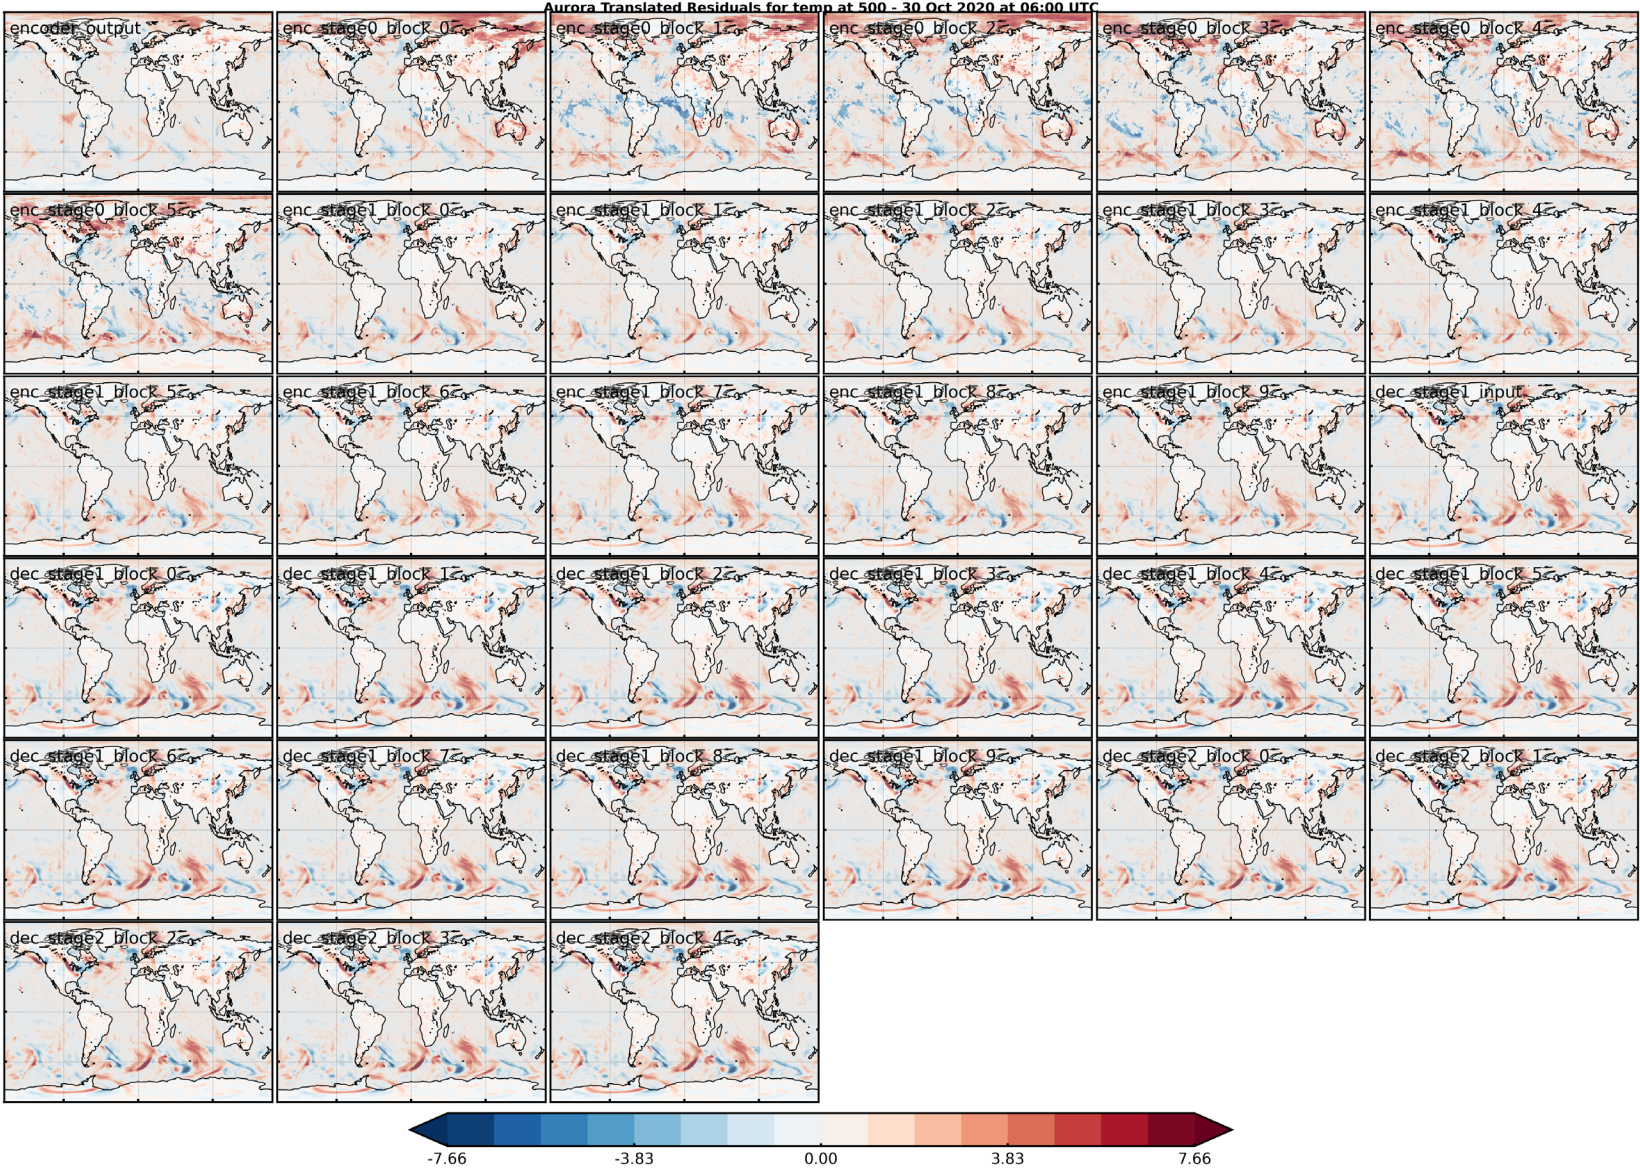 Aurora Translated Residuals for temp at 500 - 30 Oct 2020 at 06:00 UTC
encoder_output
enc_stage0_block_0
enc_stage0_block_1
enc_stage0_block_2
enc_stage0_block_3
enc_stage0_block_4
enc_stage0_block_5
enc_stage1_block_0
enc_stage1_block_1
enc_stage1_block_2
enc_stage1_block_3
enc_stage1_block_4
enc_stage1_block_5
enc_stage1_block_6
enc_stage1_block_7
enc_stage1_block_8
enc_stage1_block_9
dec_stage1_input
dec_stage1_block_0
dec_stage1_block_1
dec_stage1_block_2
dec_stage1_block_3
dec_stage1_block_4
dec_stage1_block_5
dec_stage1_block_6
dec_stage1_block_7
dec_stage1_block_8
dec_stage1_block_9
dec_stage2_block_0
dec_stage2_block_1
dec_stage2_block_2
dec_stage2_block_3
dec_stage2_block_4
-7.66 -3.83 0.00 3.83 7.66